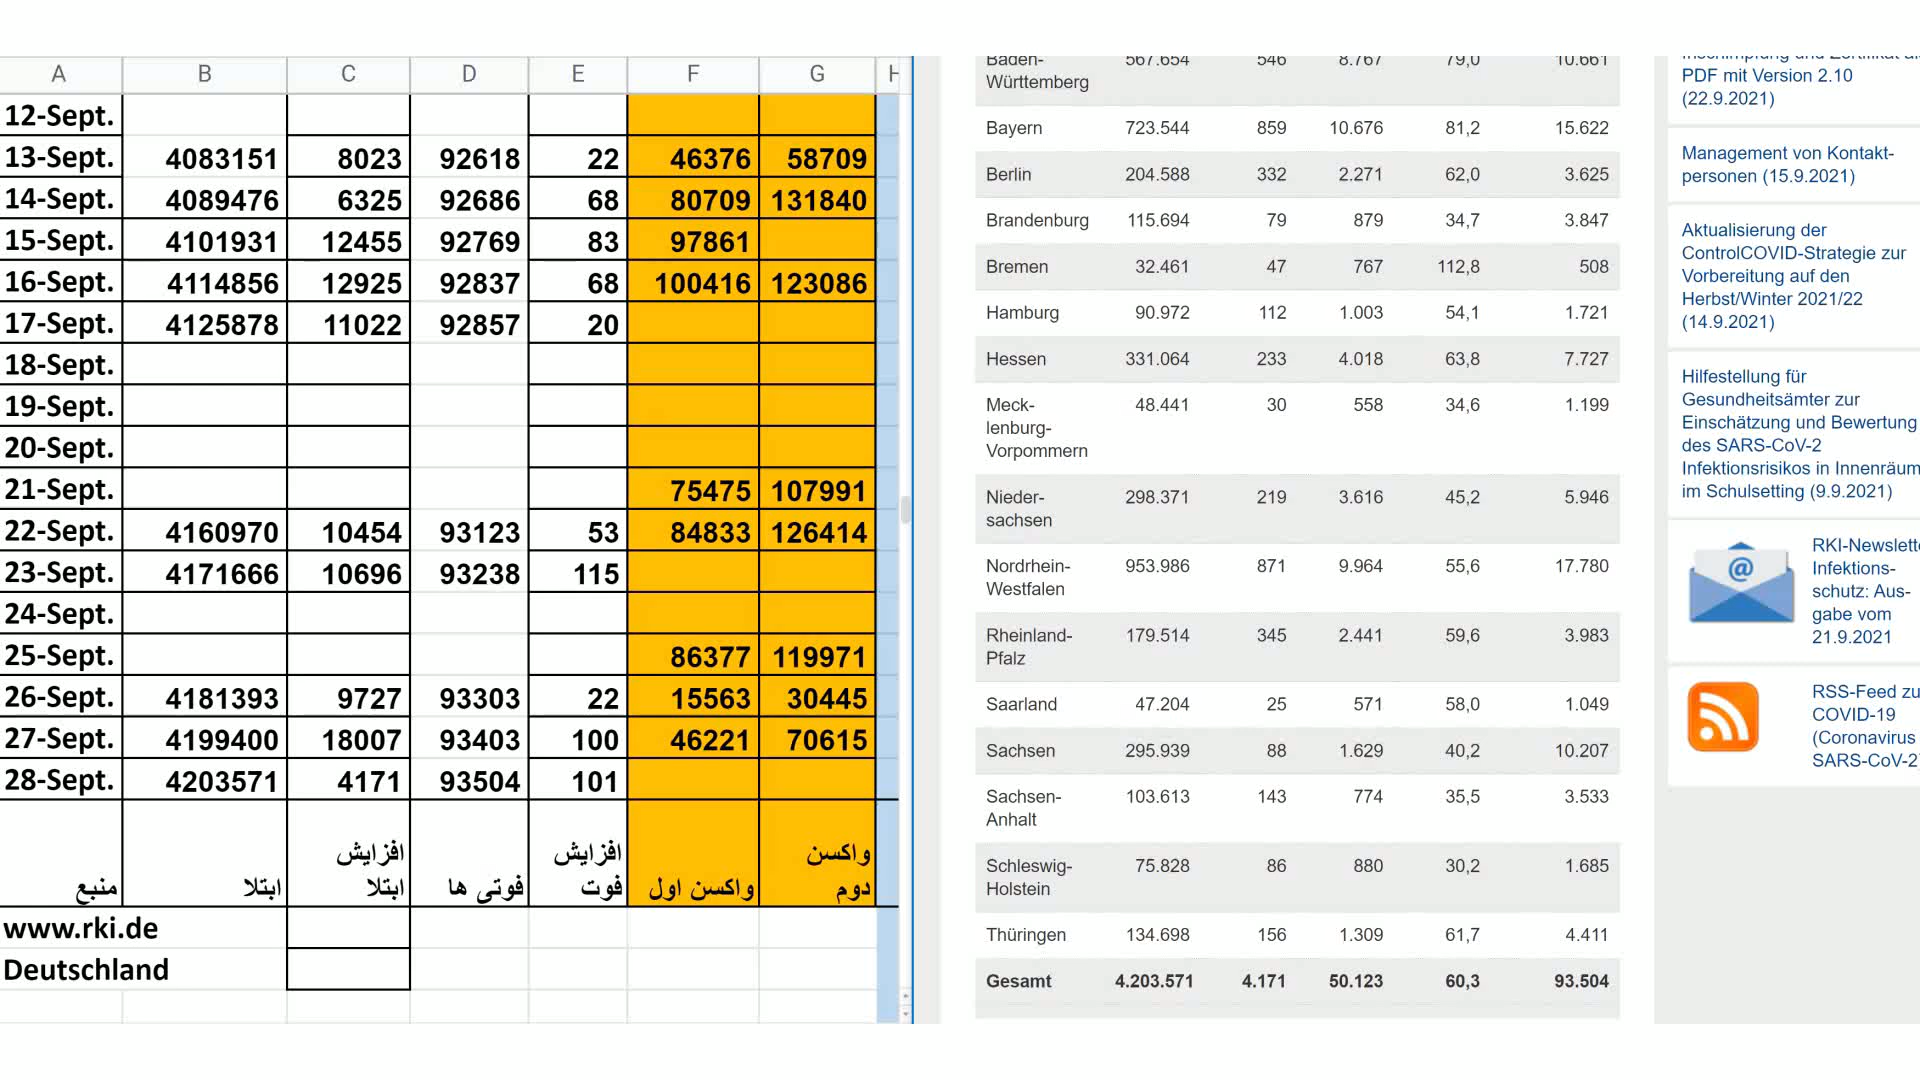 A B C D E F G H
12-Sept.
13-Sept. 4083151 8023 92618 22 46376 58709
14-Sept. 4089476 6325 92686 68 80709 131840
15-Sept. 4101931 12455 92769 83 97861
16-Sept. 4114856 12925 92837 68 100416 123086
17-Sept. 4125878 11022 92857 20
18-Sept.
19-Sept.
20-Sept.
21-Sept. 75475 107991
22-Sept. 4160970 10454 93123 53 84833 126414
23-Sept. 4171666 10696 93238 115
24-Sept.
25-Sept. 86377 119971
26-Sept. 4181393 9727 93303 22 15563 30445
27-Sept. 4199400 18007 93403 100 46221 70615
28-Sept. 4203571 4171 93504 101
منبع
ابتلا
افزایش
ابتلا
فوتی ها
افزایش
فوت
واکسن اول
واکسن
دوم
www.rki.de
Deutschland
Baden- 567.654 546 8.767 79,0 10.661
Württemberg
Bayern 723.544 859 10.676 81,2 15.622
Berlin 204.588 332 2.271 62,0 3.625
Brandenburg 115.694 79 879 34,7 3.847
Bremen 32.461 47 767 112,8 508
Hamburg 90.972 112 1.003 54,1 1.721
Hessen 331.064 233 4.018 63,8 7.727
Meck- 48.441 30 558 34,6 1.199
lenburg-
Vorpommern
Nieder- 298.371 219 3.616 45,2 5.946
sachsen
Nordrhein- 953.986 871 9.964 55,6 17.780
Westfalen
Rheinland- 179.514 345 2.441 59,6 3.983
Pfalz
Saarland 47.204 25 571 58,0 1.049
Sachsen 295.939 88 1.629 40,2 10.207
Sachsen- 103.613 143 774 35,5 3.533
Anhalt
Schleswig- 75.828 86 880 30,2 1.685
Holstein
Thüringen 134.698 156 1.309 61,7 4.411
Gesamt 4.203.571 4.171 50.123 60,3 93.504
PDF mit Version 2.10
(22.9.2021)
Management von Kontakt-
personen (15.9.2021)
Aktualisierung der
ControlCOVID-Strategie zur
Vorbereitung auf den
Herbst/Winter 2021/22
(14.9.2021)
Hilfestellung für
Gesundheitsämter zur
Einschätzung und Bewertung
des SARS-CoV-2
Infektionsrisikos in Innenräum
im Schulsetting (9.9.2021)
@
RKI-Newslette
Infektions-
schutz: Aus-
gabe vom
21.9.2021
RSS-Feed zu
COVID-19
(Coronavirus
SARS-CoV-2